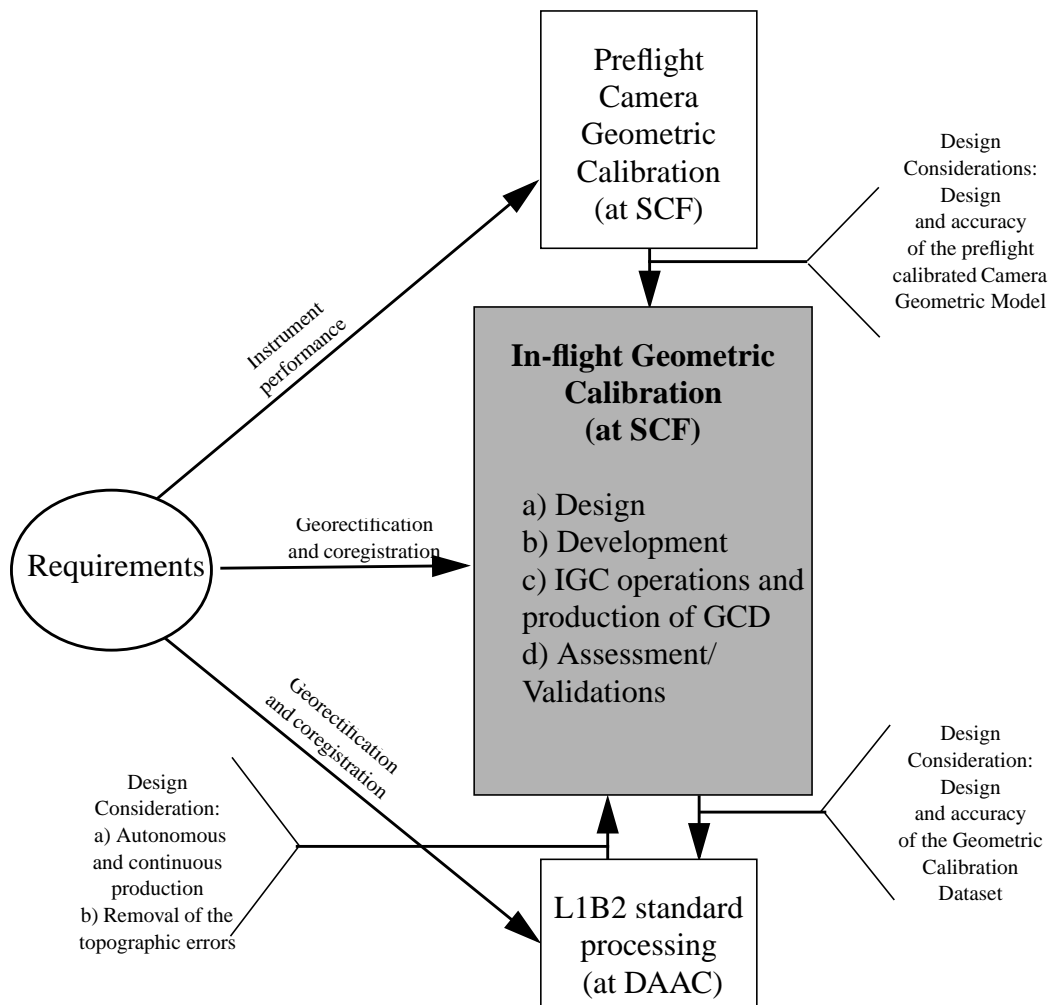 Preflight
Camera
Geometric
Calibration
(at SCF)
Design
Considerations:
Design
and accuracy
of the preflight
calibrated Camera
Geometric Model
Instrument
performance
In-flight Geometric
Calibration
(at SCF)
a) Design
b) Development
c) IGC operations and
production of GCD
d) Assessment/
Validations
Requirements
Georectification
and coregistration
Georectification
and coregistration
Design
Consideration:
a) Autonomous
and continuous
production
b) Removal of the
topographic errors
Design
Consideration:
Design
and accuracy
of the Geometric
Calibration
Dataset
L1B2 standard
processing
(at DAAC)